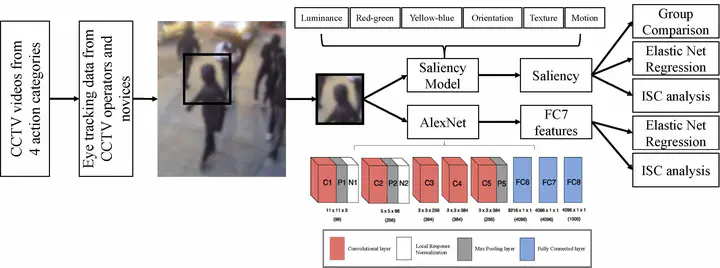 CCTV videos from
4 action categories
Eye tracking data from
CCTV operators and
novices
Luminance
Red-green
Yellow-blue
Orientation
Texture
Motion
Saliency
Model
Saliency
AlexNet
FC7
features
Group
Comparison
Elastic Net
Regression
ISC analysis
Elastic Net
Regression
ISC analysis
C1 P1 N1
C2 P2 N2
C3
C4
C5 P5
FC6
FC7
FC8
11 x 11 x 3
(96)
5 x 5 x 96
(256)
3 x 3 x 256
(384)
3 x 3 x 384
(384)
3 x 3 x 384
(256)
9216 x 1 x 1
(4096)
4096 x 1 x 1
(4096)
4096 x 1 x 1
(1000)
Convolutional layer
Local Response
Normalization
Max Pooling layer
Fully Connected layer